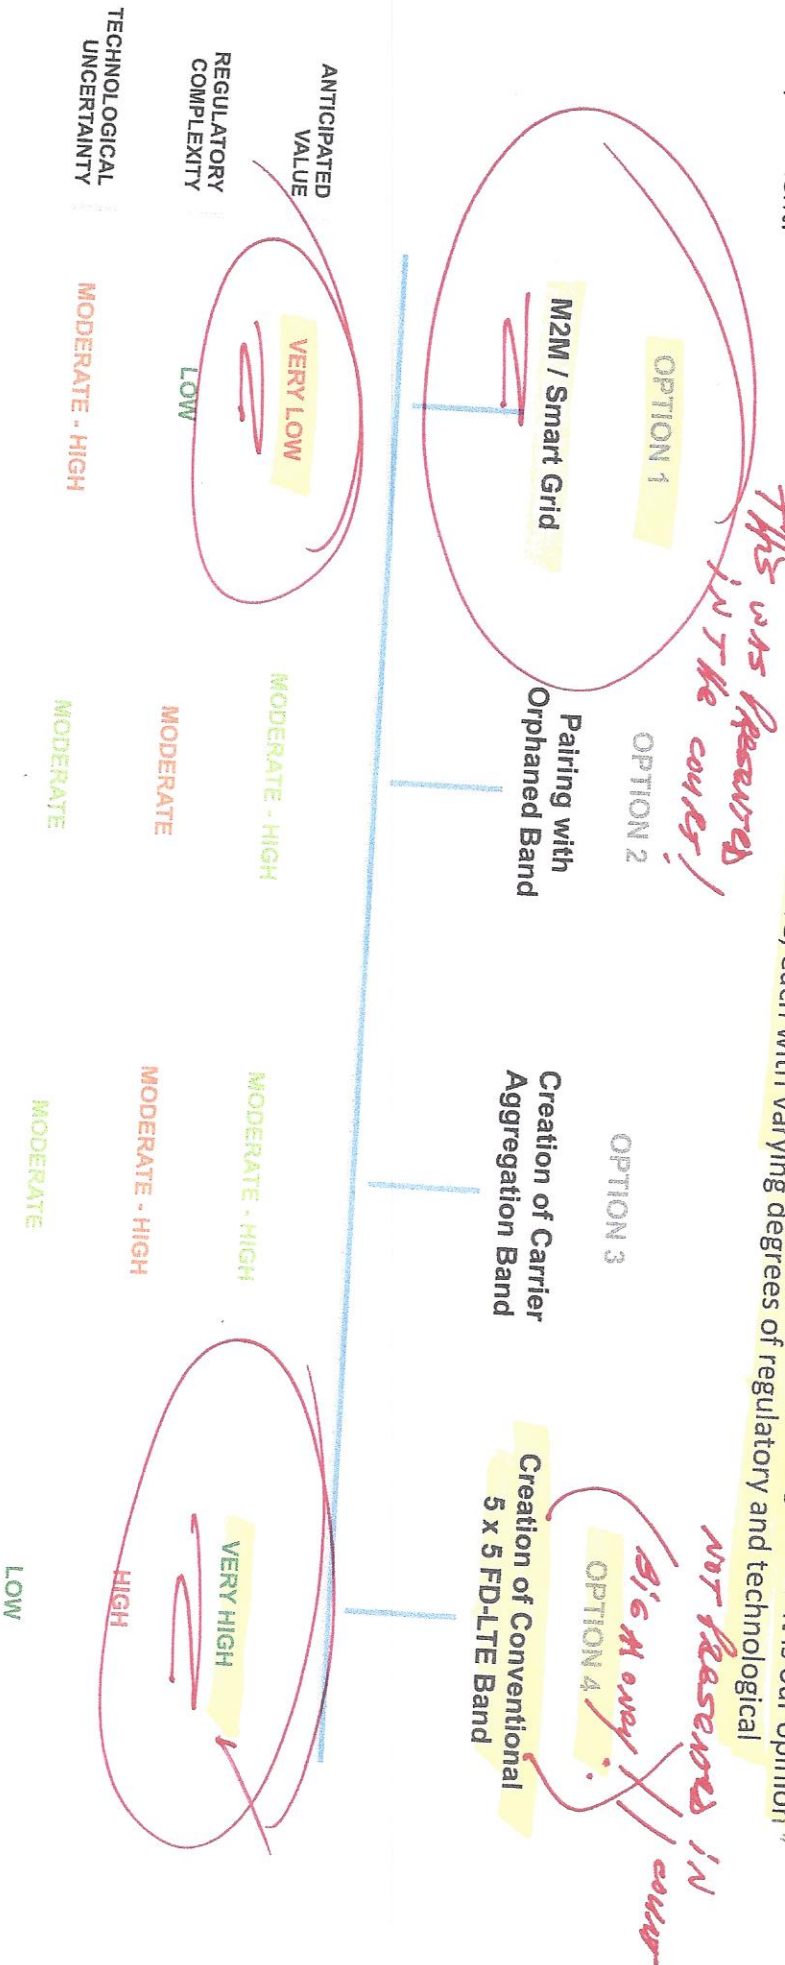 each with varying degrees of regulatory and technological
This was Presented
in The court!
NOT Presented in
court
(BIG Money!)
OPTION 1
OPTION 2
OPTION 3
OPTION 4
M2M / Smart Grid
Pairing with
Orphaned Band
Creation of Carrier
Aggregation Band
Creation of Conventional
5 x 5 FD-LTE Band
ANTICIPATED
VALUE
VERY LOW
MODERATE - HIGH
MODERATE - HIGH
VERY HIGH
REGULATORY
COMPLEXITY
LOW
MODERATE
MODERATE - HIGH
HIGH
TECHNOLOGICAL
UNCERTAINTY
MODERATE - HIGH
MODERATE
MODERATE
LOW